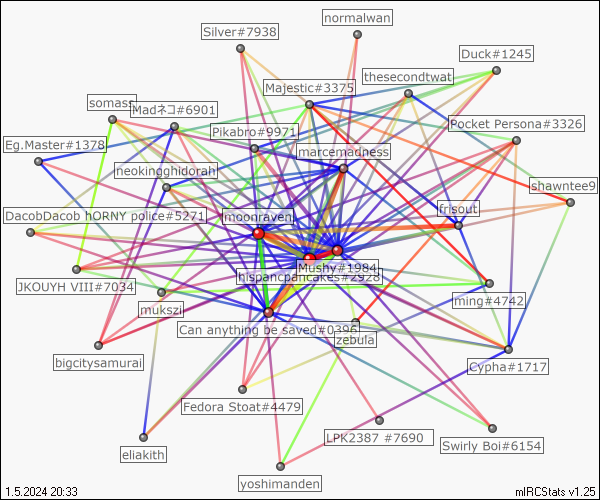 normalwan
Silver#7938
Duck#1245
thesecondtwat
Majestic#3375
somass
Madネコ#6901
Pocket Persona#3326
Pikabro#9971
Eg.Master#1378
marcemadness
neokingghidorah
shawntee9
DacobDacob hORNY police#5271
moonraven
frisout
Mushy#1984
hispancpancakes#2928
JKOUYH VIII#7034
mukszi
Iming#4742
Can anything be saved#0396
zebula
bigcitysamurai
Cypha#1717
Fedora Stoat#4479
LPK2387 #7690
Swirly Boi#6154
eliakith
yoshimanden
1.5.2024 20:33
mIRCStats v1.25